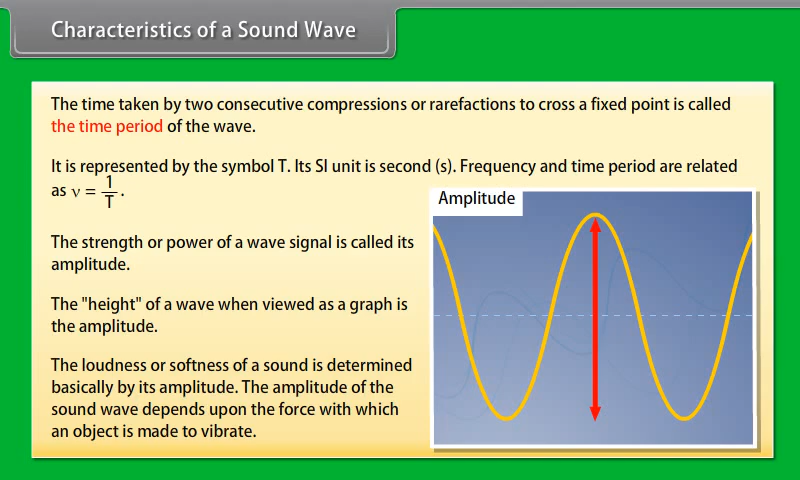 Characteristics of a Sound Wave
The time taken by two consecutive compressions or rarefactions to cross a fixed point is called
the time period of the wave.
It is represented by the symbol T. Its SI unit is second (s). Frequency and time period are related
as ν = 1/T .
Amplitude
The strength or power of a wave signal is called its
amplitude.
The "height" of a wave when viewed as a graph is
the amplitude.
The loudness or softness of a sound is determined
basically by its amplitude. The amplitude of the
sound wave depends upon the force with which
an object is made to vibrate.